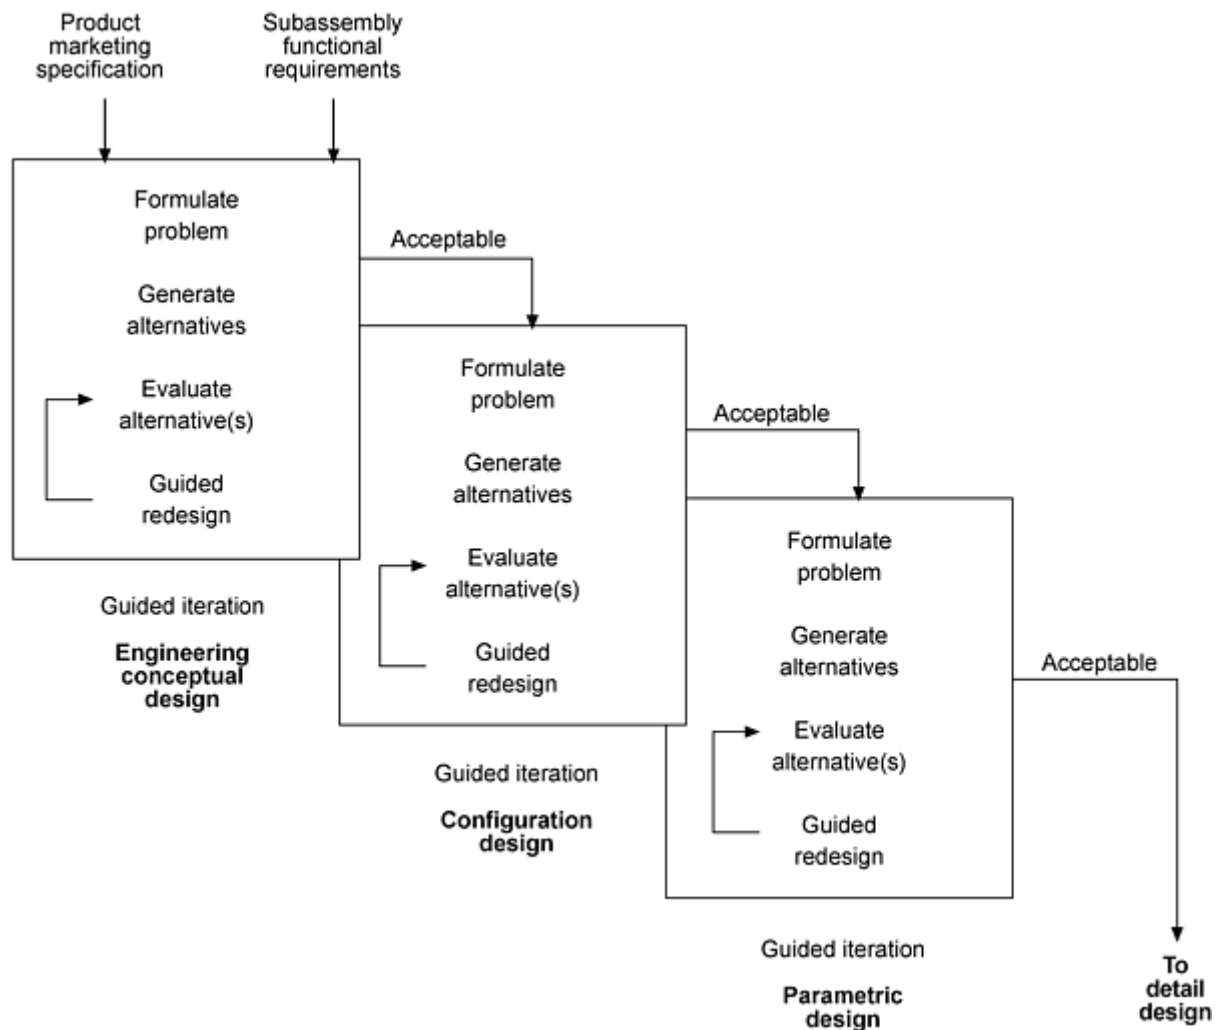 Product
marketing
specification
Subassembly
functional
requirements
Formulate
problem
Generate
alternatives
Evaluate
alternative(s)
Guided
redesign
Guided iteration
Engineering
conceptual
design
Acceptable
Formulate
problem
Generate
alternatives
Evaluate
alternative(s)
Guided
redesign
Guided iteration
Configuration
design
Acceptable
Formulate
problem
Generate
alternatives
Evaluate
alternative(s)
Guided
redesign
Guided iteration
Parametric
design
Acceptable
To
detail
design